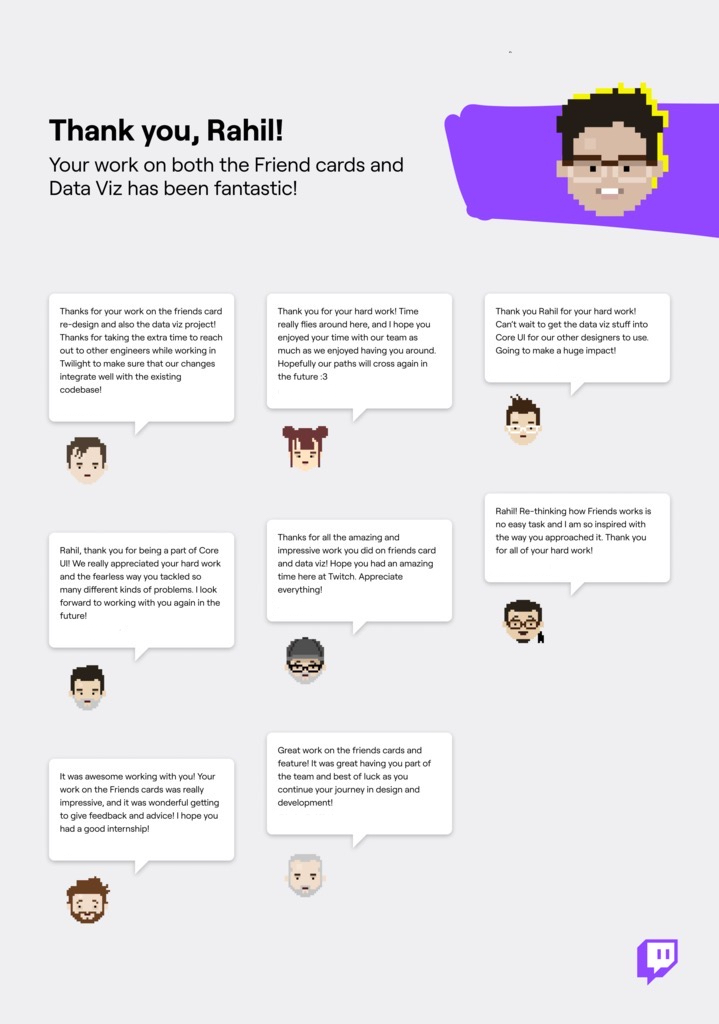 Thank you, Rahil!
Your work on both the Friend cards and
Data Viz has been fantastic!
Thanks for your work on the friends card
re-design and also the data viz project!
Thanks for taking the extra time to reach
out to other engineers while working in
Twilight to make sure that our changes
integrate well with the existing
codebase!
Thank you for your hard work! Time
really flies around here, and I hope you
enjoyed your time with our team as
much as we enjoyed having you around.
Hopefully our paths will cross again in
the future :3
Thank you Rahil for your hard work!
Can't wait to get the data viz stuff into
Core UI for our other designers to use.
Going to make a huge impact!
Rahil, thank you for being a part of Core
UI! We really appreciated your hard work
and the fearless way you tackled so
many different kinds of problems. I look
forward to working with you again in the
future!
Thanks for all the amazing and
impressive work you did on friends card
and data viz! Hope you had an amazing
time here at Twitch. Appreciate
everything!
Rahil! Re-thinking how Friends works is
no easy task and I am so inspired with
the way you approached it. Thank you
for all of your hard work!
It was awesome working with you! Your
work on the Friends cards was really
impressive, and it was wonderful getting
to give feedback and advice! I hope you
had a good internship!
Great work on the friends cards and
feature! It was great having you part of
the team and best of luck as you
continue your journey in design and
development!